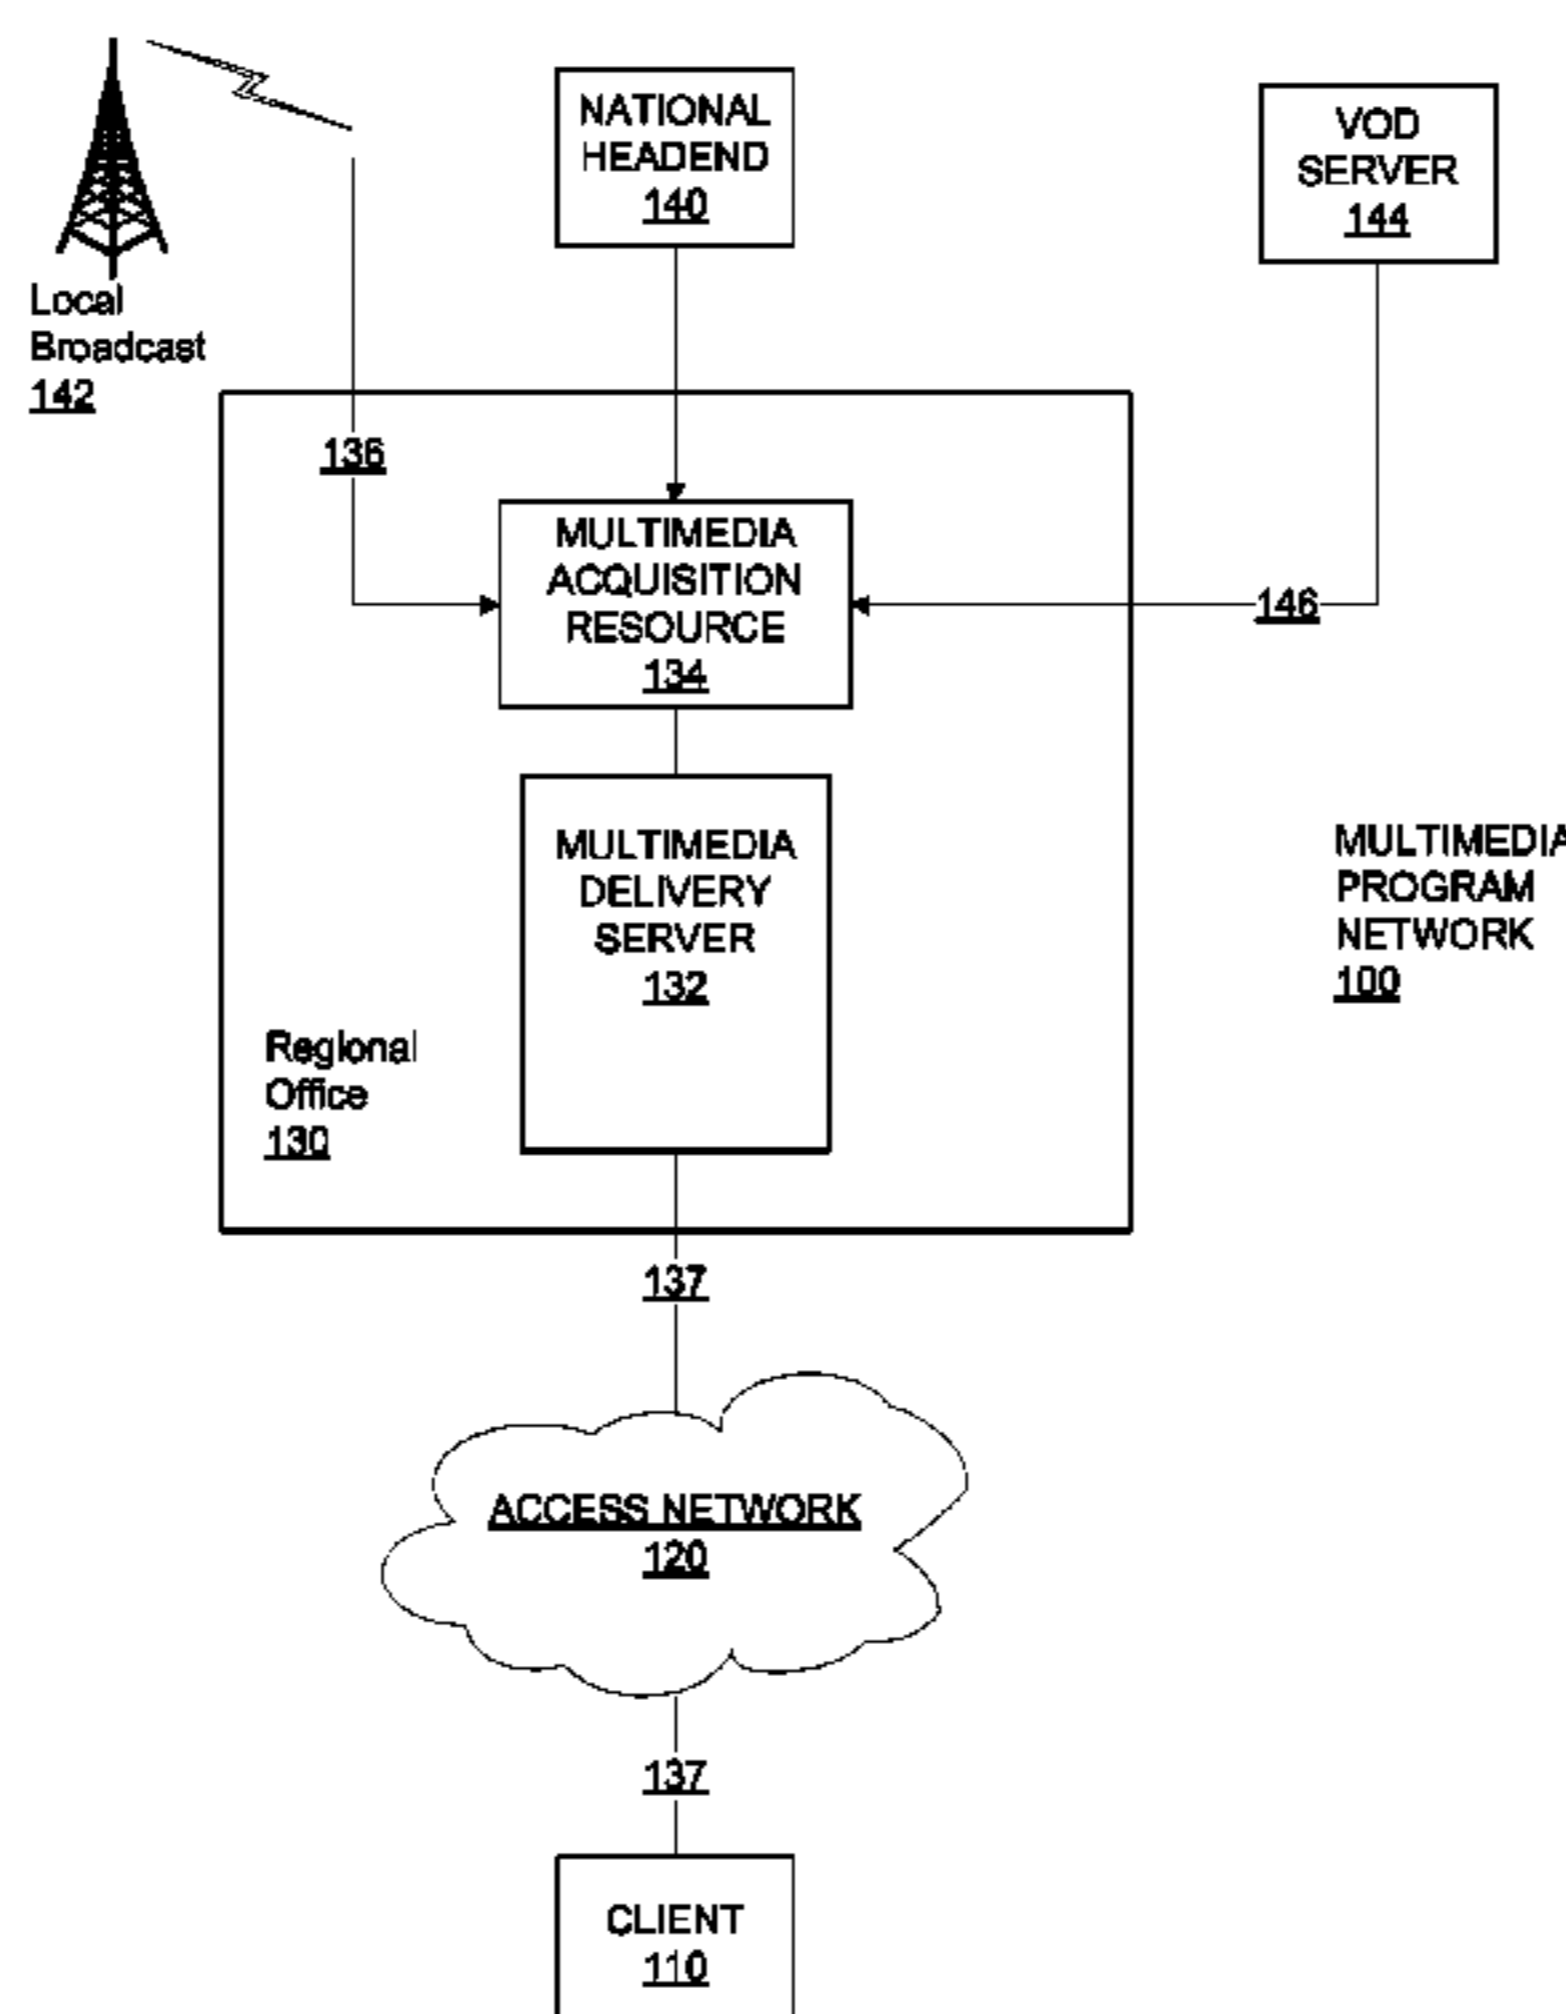 NATIONAL
HEADEND
140
VOD
SERVER
144
Local
Broadcast
142
136
MULTIMEDIA
ACQUISITION
RESOURCE
134
146
MULTIMEDIA
DELIVERY
SERVER
132
MULTIMEDIA
PROGRAM
NETWORK
100
Regional
Office
130
137
ACCESS NETWORK
120
137
CLIENT
110